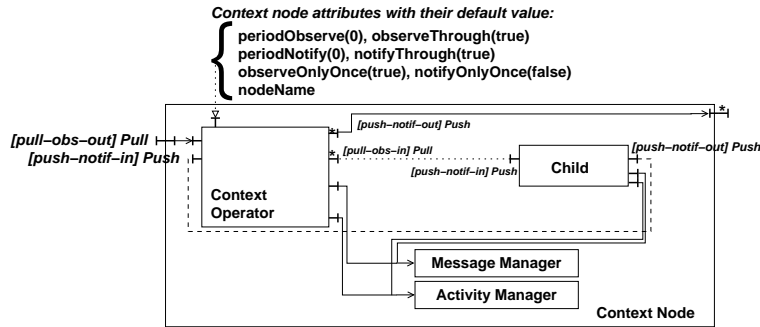 Context node attributes with their default value:
periodObserve(0), observeThrough(true)
periodNotify(0), notifyThrough(true)
observeOnlyOnce(true), notifyOnlyOnce(false)
nodeName
*
[pull−obs−out] Pull
[push−notif−in] Push
*
[push−notif−out] Push
*
[pull−obs−in] Pull
[push−notif−in] Push
[push−notif−out] Push
Child
Context
Operator
Message Manager
Activity Manager
Context Node